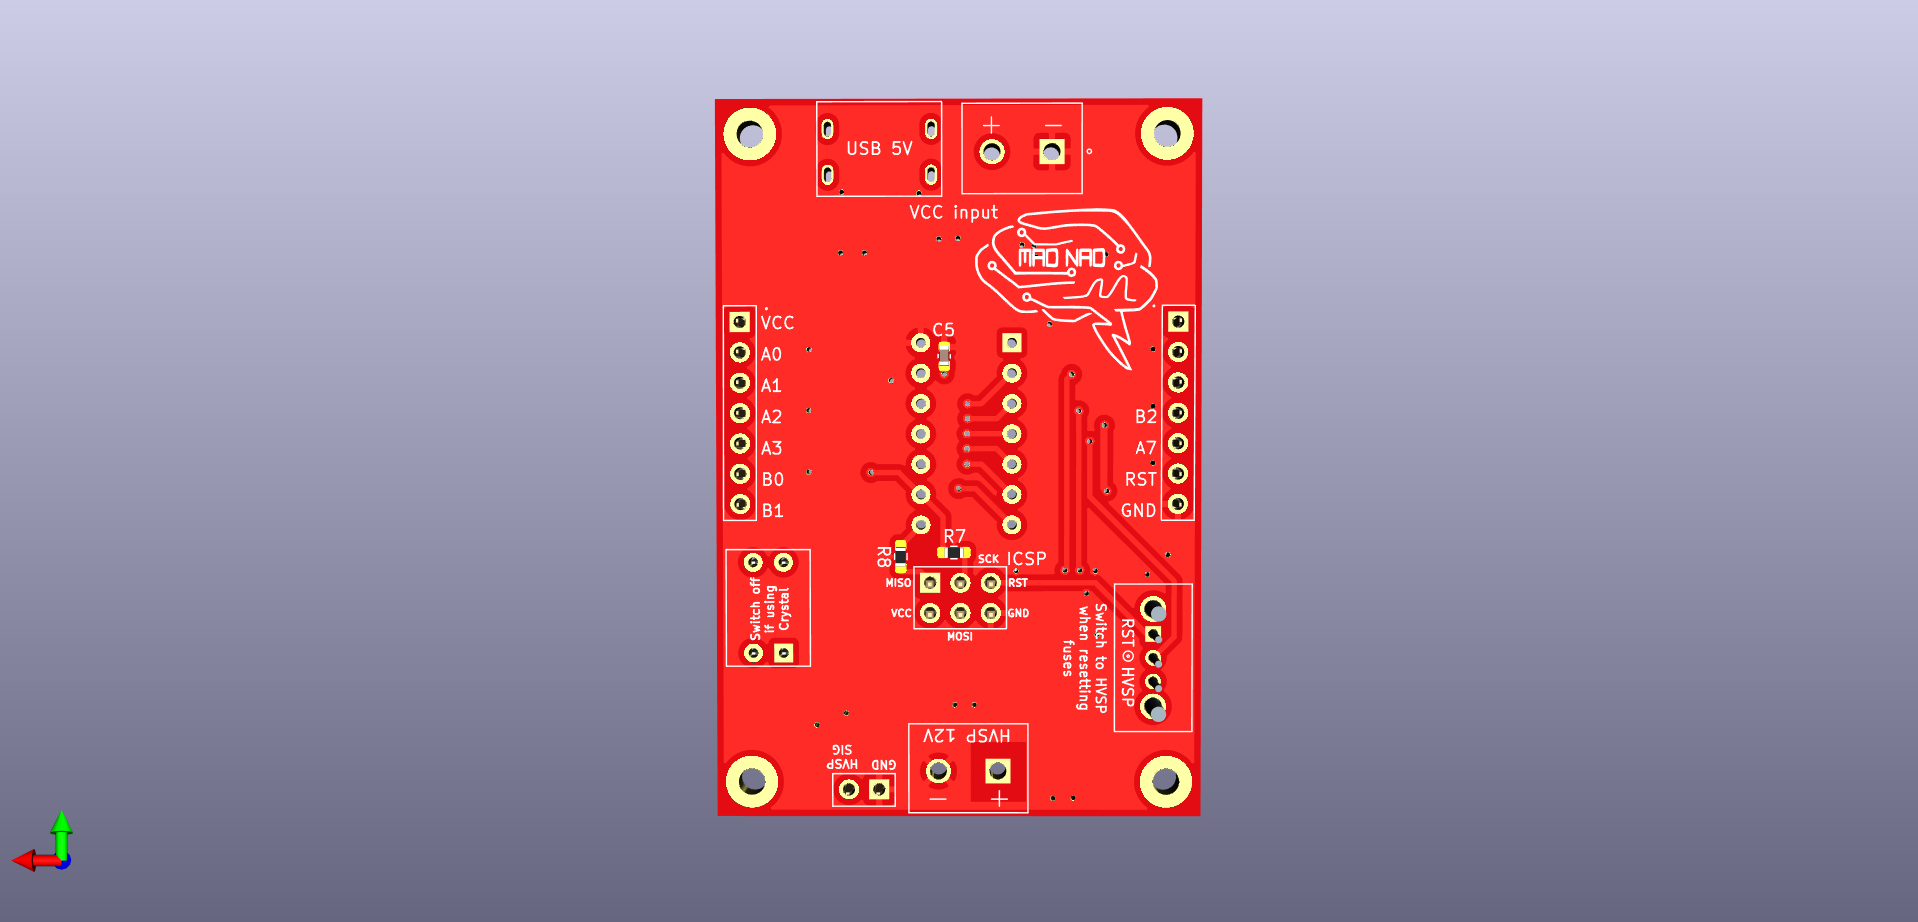 USB 5V
+ −
VCC input
MAD NAD
VCC
A0
A1
A2
A3
B0
B1
C5
B2
A7
RST
GND
R7
R8
SCK ICSP
MISO
RST
VCC
GND
MOSI
Switch off
if using
Crystal
Switch to HVSP
when resetting
fuses
RST
HVSP
HVSP 12V
− +
SIG
HVSP
GND